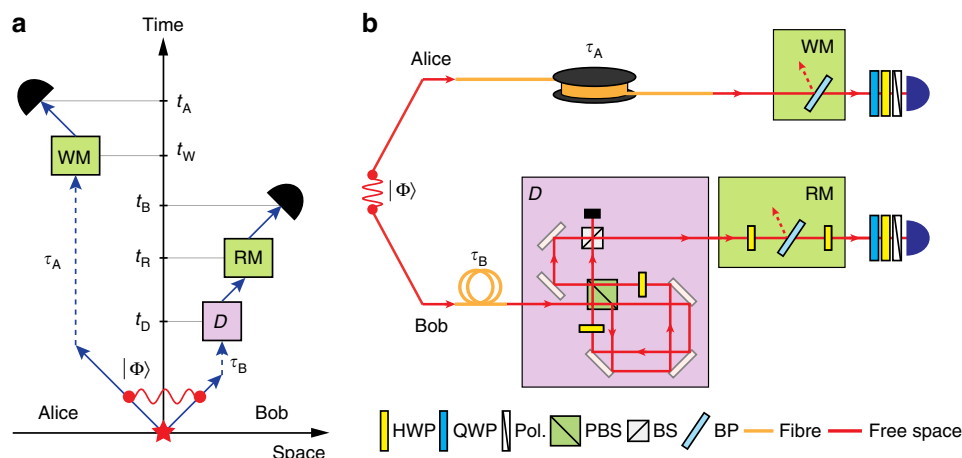 a
Time
t_A
WM
t_W
t_B
τ_A
t_R
RM
t_D
D
|Φ⟩
τ_B
Alice
Bob
Space
b
Alice
τ_A
WM
|Φ⟩
D
RM
τ_B
Bob
HWP QWP Pol. PBS BS BP Fibre Free space